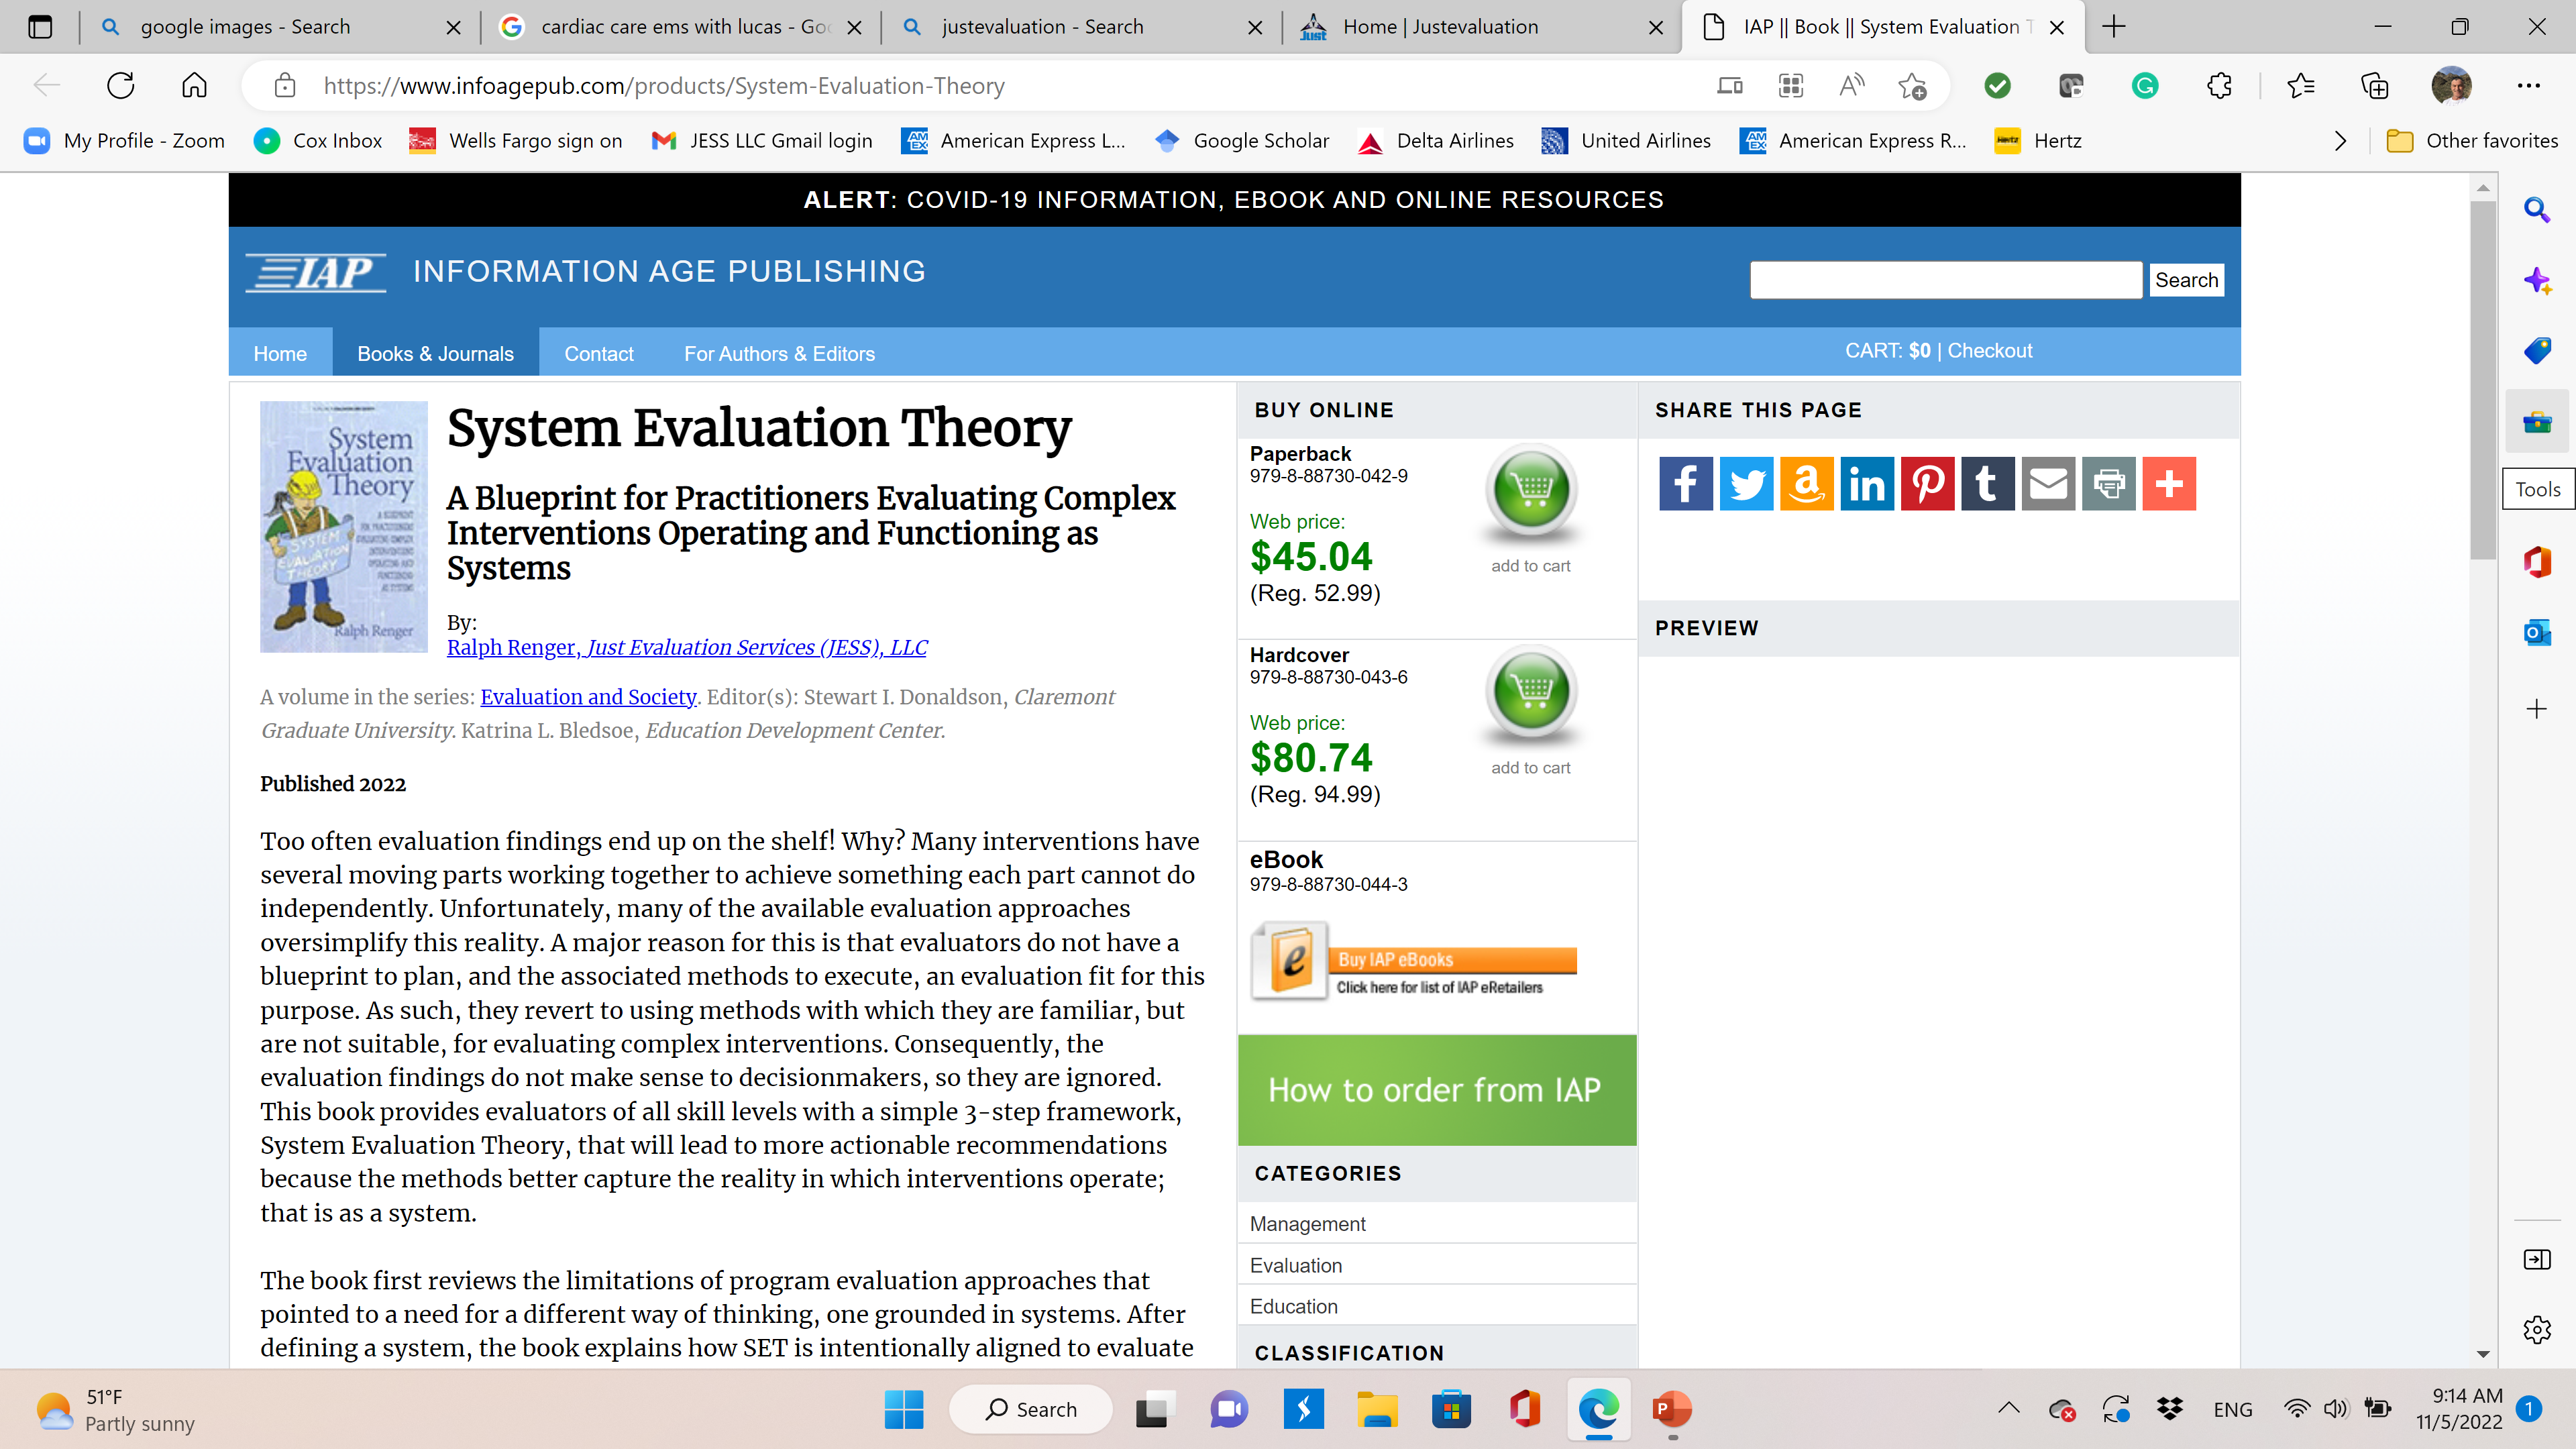 google images - Search
cardiac care ems with lucas - Goo
justevaluation - Search
Home | Justevaluation
IAP || Book || System Evaluation T
https://www.infoagepub.com/products/System-Evaluation-Theory
My Profile - Zoom
Cox Inbox
Wells Fargo sign on
JESS LLC Gmail login
American Express L...
Google Scholar
Delta Airlines
United Airlines
American Express R...
Hertz
Other favorites
ALERT: COVID-19 INFORMATION, EBOOK AND ONLINE RESOURCES
IAP
INFORMATION AGE PUBLISHING
Search
Home
Books & Journals
Contact
For Authors & Editors
CART: $0 | Checkout
System
Evaluation
Theory
SYSTEM
EVALUATION
THEORY
Ralph Renger
System Evaluation Theory
A Blueprint for Practitioners Evaluating Complex
Interventions Operating and Functioning as
Systems
By:
Ralph Renger, Just Evaluation Services (JESS), LLC
A volume in the series: Evaluation and Society. Editor(s): Stewart I. Donaldson, Claremont
Graduate University. Katrina L. Bledsoe, Education Development Center.
Published 2022
Too often evaluation findings end up on the shelf! Why? Many interventions have
several moving parts working together to achieve something each part cannot do
independently. Unfortunately, many of the available evaluation approaches
oversimplify this reality. A major reason for this is that evaluators do not have a
blueprint to plan, and the associated methods to execute, an evaluation fit for this
purpose. As such, they revert to using methods with which they are familiar, but
are not suitable, for evaluating complex interventions. Consequently, the
evaluation findings do not make sense to decisionmakers, so they are ignored.
This book provides evaluators of all skill levels with a simple 3-step framework,
System Evaluation Theory, that will lead to more actionable recommendations
because the methods better capture the reality in which interventions operate;
that is as a system.
The book first reviews the limitations of program evaluation approaches that
pointed to a need for a different way of thinking, one grounded in systems. After
defining a system, the book explains how SET is intentionally aligned to evaluate
BUY ONLINE
Paperback
979-8-88730-042-9
Web price:
$45.04
(Reg. 52.99)
add to cart
Hardcover
979-8-88730-043-6
Web price:
$80.74
(Reg. 94.99)
add to cart
eBook
979-8-88730-044-3
Buy IAP eBooks
Click here for list of IAP eRetailers
How to order from IAP
CATEGORIES
Management
Evaluation
Education
CLASSIFICATION
SHARE THIS PAGE
PREVIEW
Tools
51°F
Partly sunny
Search
ENG
9:14 AM
11/5/2022
1